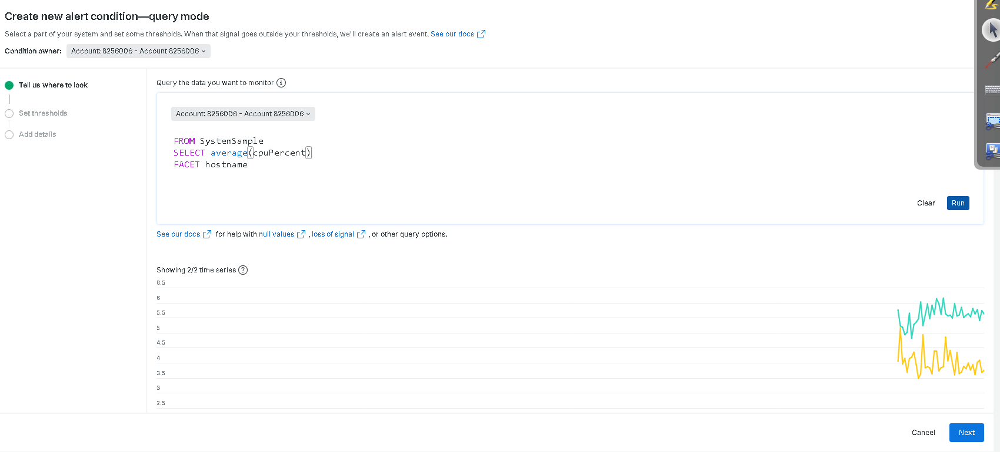 Create new alert condition—query mode
Select a part of your system and set some thresholds. When that signal goes outside your thresholds, we'll create an alert event. See our docs
Condition owner: Account: 8256006 - Account 8256006
Tell us where to look
Set thresholds
Add details
Query the data you want to monitor
Account: 8256006 - Account 8256006
FROM SystemSample
SELECT average(cpuPercent)
FACET hostname
Clear Run
See our docs for help with null values , loss of signal , or other query options.
Showing 2/2 time series
6.5
6
5.5
5
4.5
4
3.5
3
2.5
Cancel Next